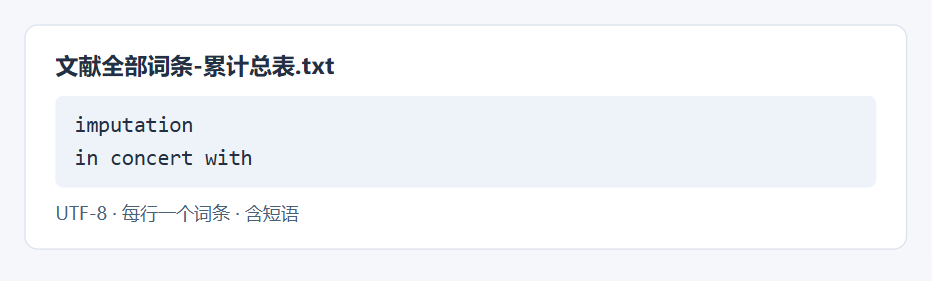 文献全部词条-累计总表.txt
imputation
in concert with
UTF-8 · 每行一个词条 · 含短语